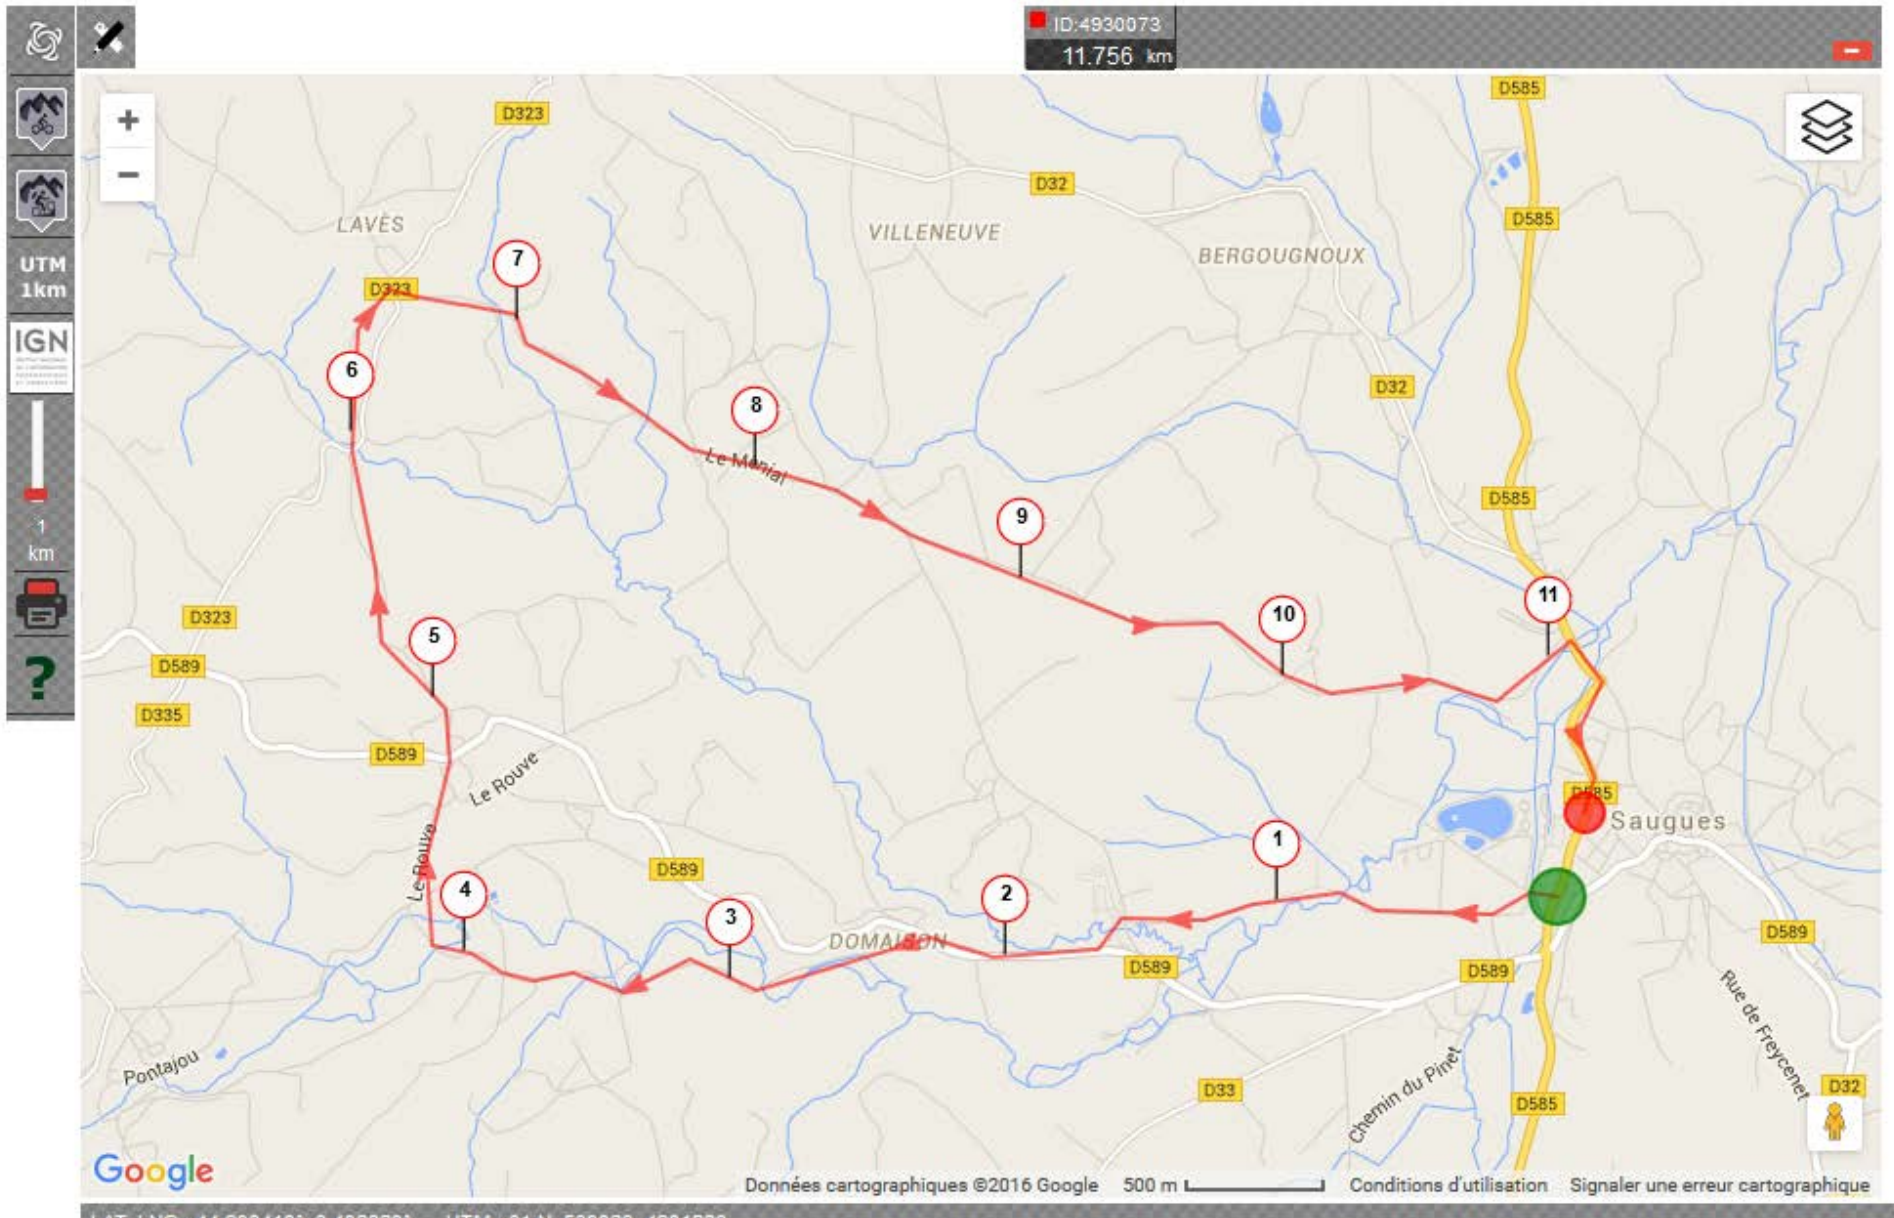 ID:4930073
11.756 km
UTM
1km
IGN
1
km
?
+
−
D323
D585
D32
D585
LAVÈS
VILLENEUVE
BERGOUGNOUX
7
D323
6
D32
8
Le Ménial
D585
9
11
10
D323
5
D589
D335
D589
Le Rouve
D585
Saugues
1
Le Rouve
D589
4
2
3
DOMAISON
D589
D589
D589
Rue de Freycenet
Pontajou
Chemin du Pinet
D33
D32
D585
Google
Données cartographiques ©2016 Google 500 m Conditions d'utilisation Signaler une erreur cartographique